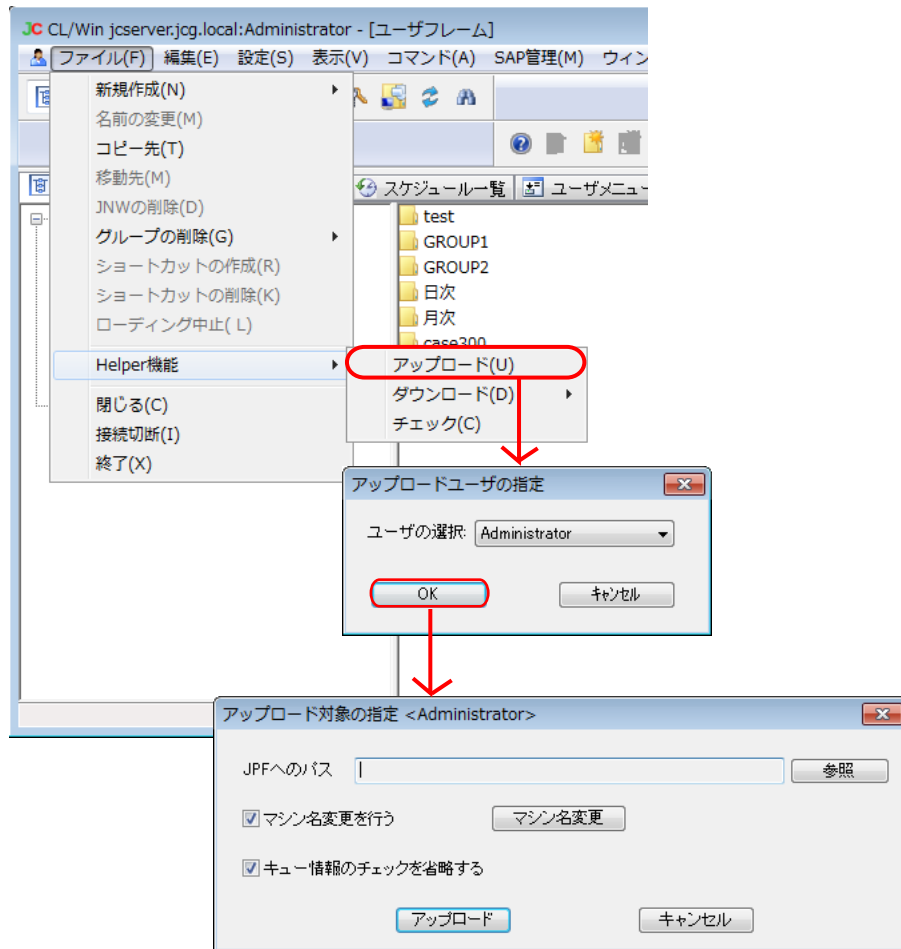 JC CL/Win jcserver.jcg.local:Administrator - [ユーザフレーム]
ファイル(F) 編集(E) 設定(S) 表示(V) コマンド(A) SAP管理(M) ウィン
新規作成(N)
名前の変更(M)
コピー先(T)
移動先(M)
JNWの削除(D)
グループの削除(G)
ショートカットの作成(R)
ショートカットの削除(K)
ローディング中止( L)
Helper機能
閉じる(C)
接続切断(I)
終了(X)
スケジュール一覧 ユーザメニュー
test
GROUP1
GROUP2
日次
月次
case300
アップロード(U)
ダウンロード(D)
チェック(C)
アップロードユーザの指定
ユーザの選択: Administrator
OK キャンセル
アップロード対象の指定 <Administrator>
JPFへのパス 参照
マシン名変更を行う マシン名変更
キュー情報のチェックを省略する
アップロード キャンセル